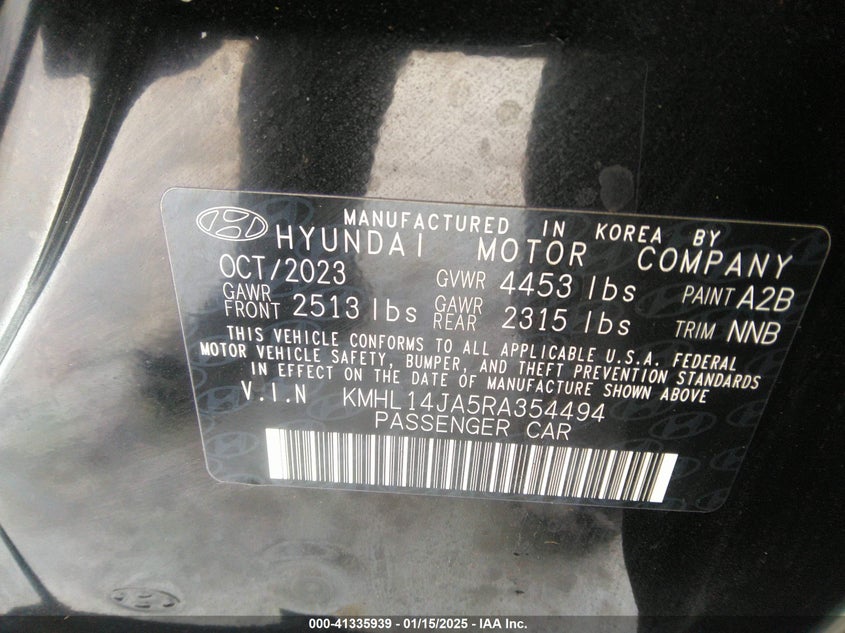 MANUFACTURED IN KOREA BY
HYUNDAI MOTOR COMPANY
OCT/2023 GVWR 4453 lbs PAINT A2B
GAWR FRONT 2513 lbs GAWR REAR 2315 lbs TRIM NNB
THIS VEHICLE CONFORMS TO ALL APPLICABLE U.S.A. FEDERAL
MOTOR VEHICLE SAFETY, BUMPER, AND THEFT PREVENTION STANDARDS
IN EFFECT ON THE DATE OF MANUFACTURE SHOWN ABOVE
V.I.N KMHL14JA5RA354494
PASSENGER CAR
000-41335939 - 01/15/2025 - IAA Inc.